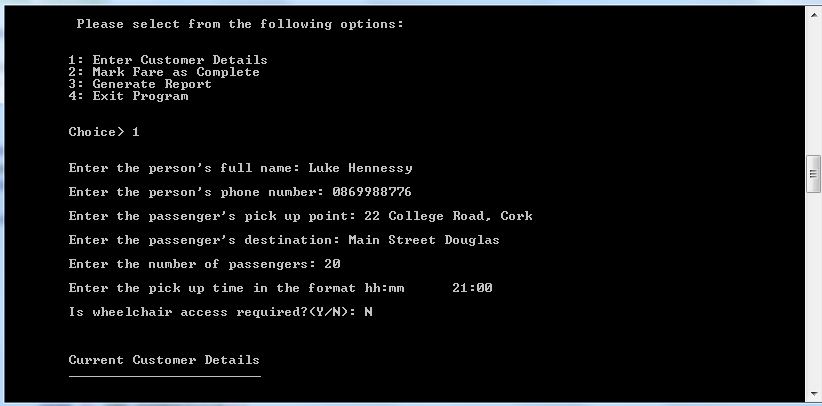 Please select from the following options:
1: Enter Customer Details
2: Mark Fare as Complete
3: Generate Report
4: Exit Program
Choice> 1
Enter the person's full name: Luke Hennessy
Enter the person's phone number: 0869988776
Enter the passenger's pick up point: 22 College Road, Cork
Enter the passenger's destination: Main Street Douglas
Enter the number of passengers: 20
Enter the pick up time in the format hh:mm 21:00
Is wheelchair access required?(Y/N): N
Current Customer Details